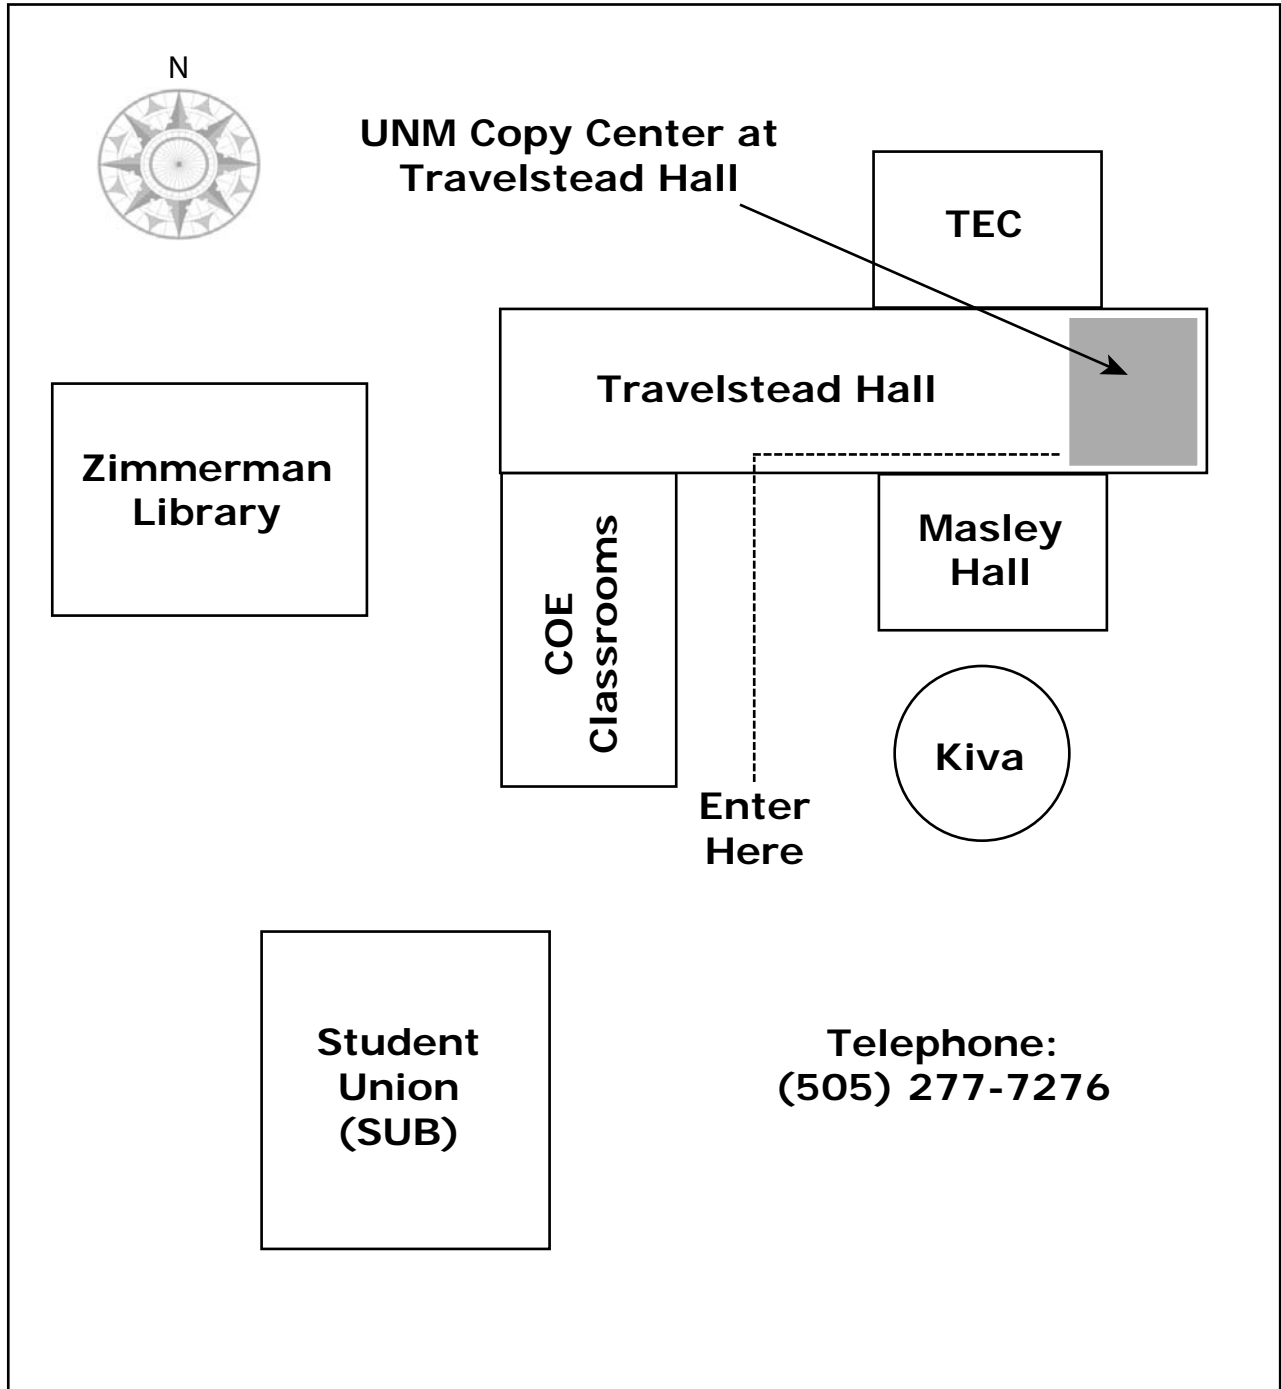 N
UNM Copy Center at
Travelstead Hall
TEC
Travelstead Hall
Zimmerman
Library
Masley
Hall
COE
Classrooms
Kiva
Enter
Here
Student
Union
(SUB)
Telephone:
(505) 277-7276